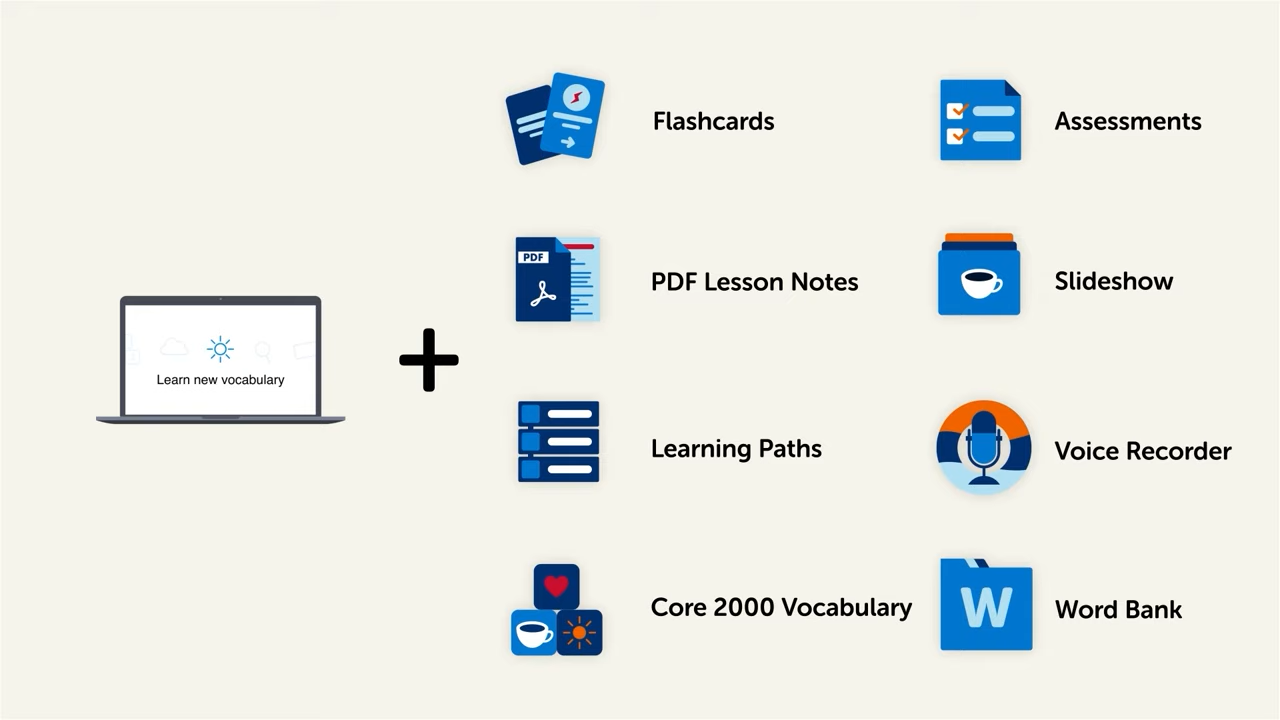 Learn new vocabulary
Flashcards
Assessments
PDF
PDF Lesson Notes
Slideshow
Learning Paths
Voice Recorder
Core 2000 Vocabulary
W
Word Bank